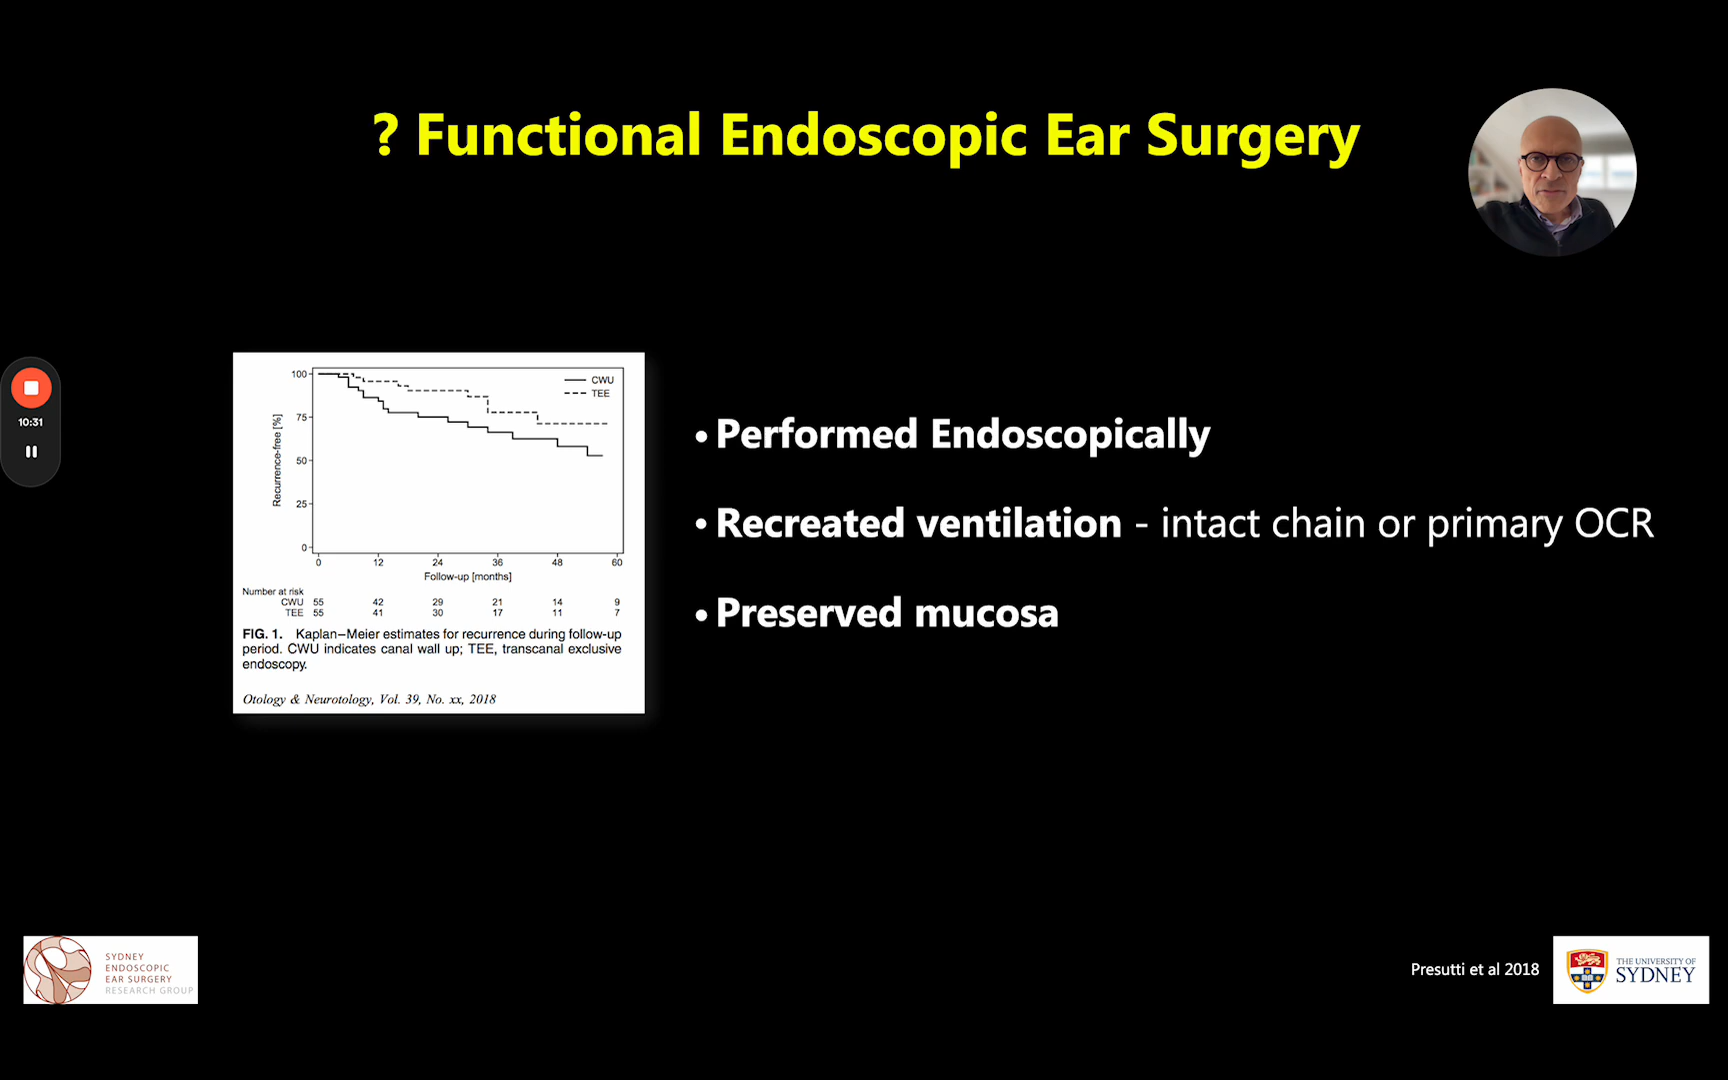 ? Functional Endoscopic Ear Surgery
10:31
100
75
50
25
0
Recurrence-free [%]
CWU
TEE
0 12 24 36 48 60
Follow-up [months]
Number at risk
CWU 55 42 29 21 14 9
TEE 55 41 30 17 11 7
FIG. 1. Kaplan–Meier estimates for recurrence during follow-up
period. CWU indicates canal wall up; TEE, transcanal exclusive
endoscopy.
Otology & Neurotology, Vol. 39, No. xx, 2018
• Performed Endoscopically
• Recreated ventilation - intact chain or primary OCR
• Preserved mucosa
SYDNEY
ENDOSCOPIC
EAR SURGERY
RESEARCH GROUP
Presutti et al 2018
THE UNIVERSITY OF
SYDNEY